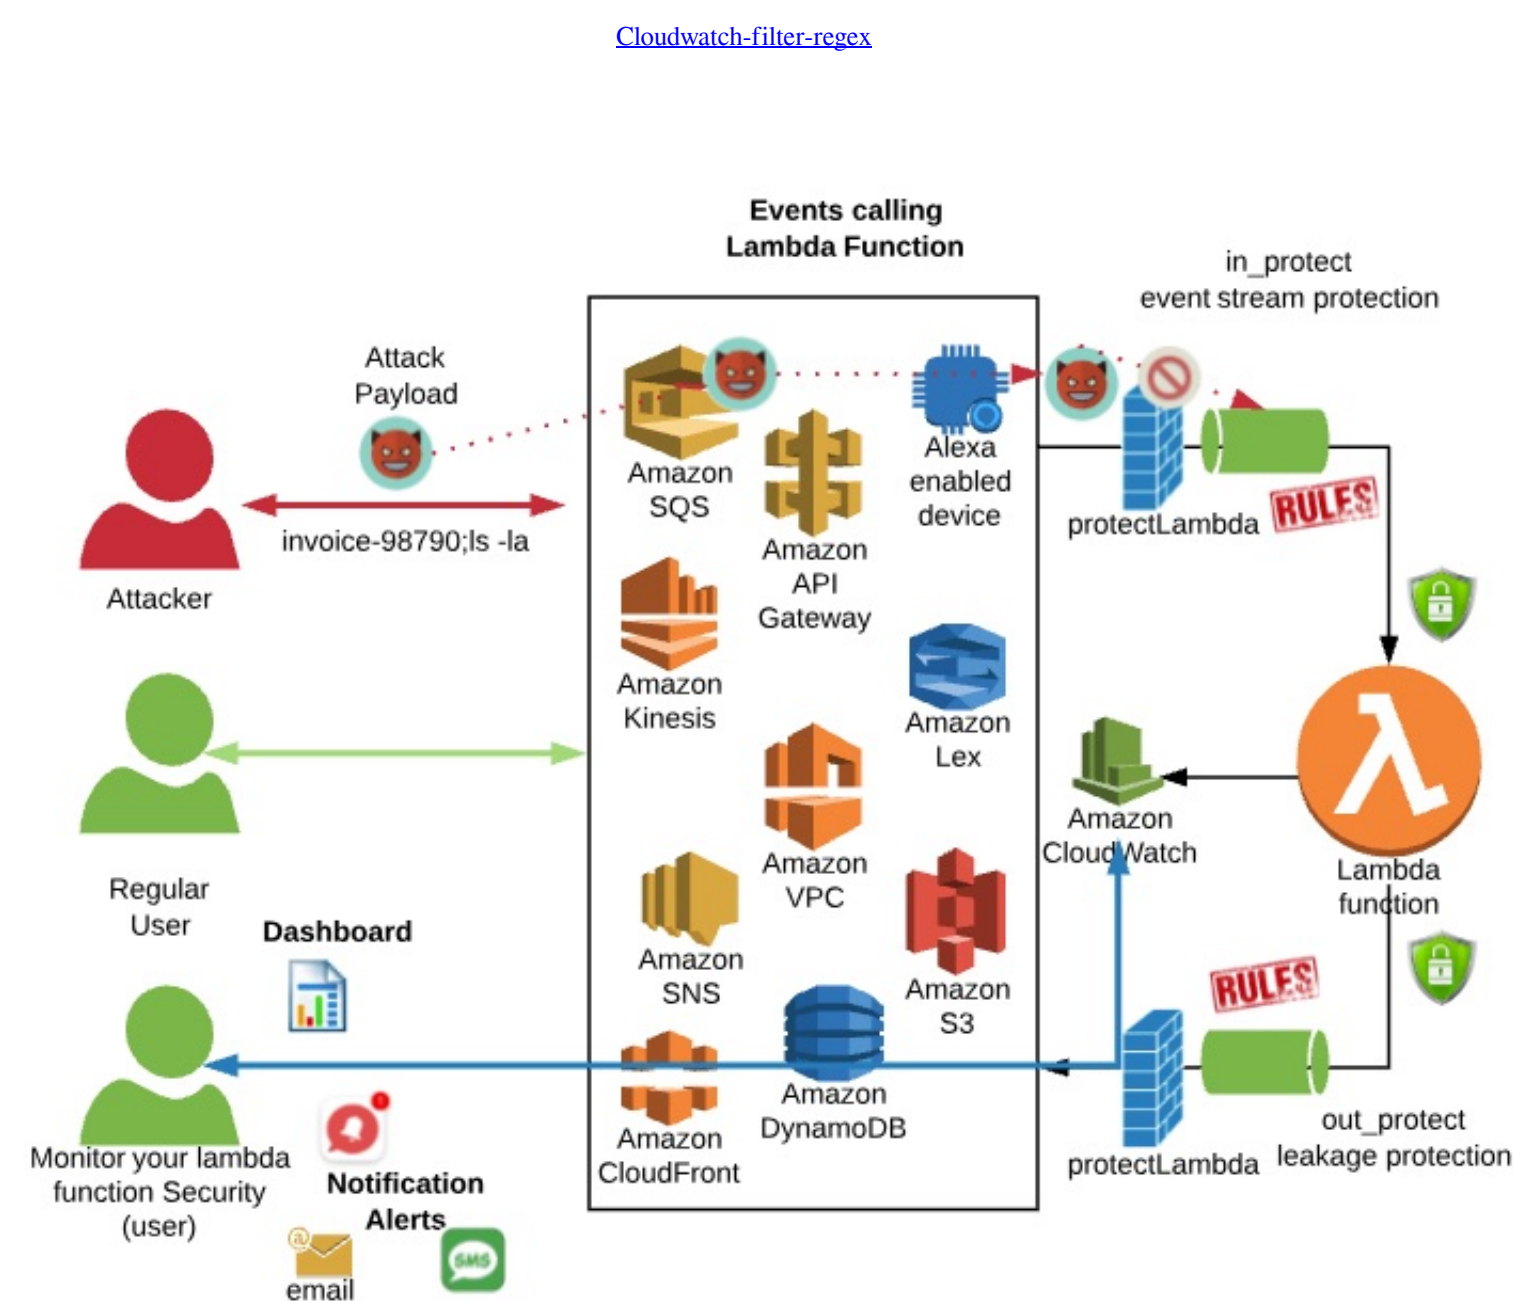 Cloudwatch-filter-regex
Events calling
Lambda Function
in_protect
event stream protection
Attack
Payload
invoice-98790;ls -la
Attacker
Amazon
SQS
Amazon
API
Gateway
Alexa
enabled
device
protectLambda
RULES
Amazon
Kinesis
Amazon
Lex
Regular
User
Amazon
VPC
Amazon
CloudWatch
Lambda
function
Dashboard
Amazon
SNS
Amazon
S3
RULES
Amazon
DynamoDB
Amazon
CloudFront
protectLambda
out_protect
leakage protection
Monitor your lambda
function Security
(user)
Notification
Alerts
@
SMS
email